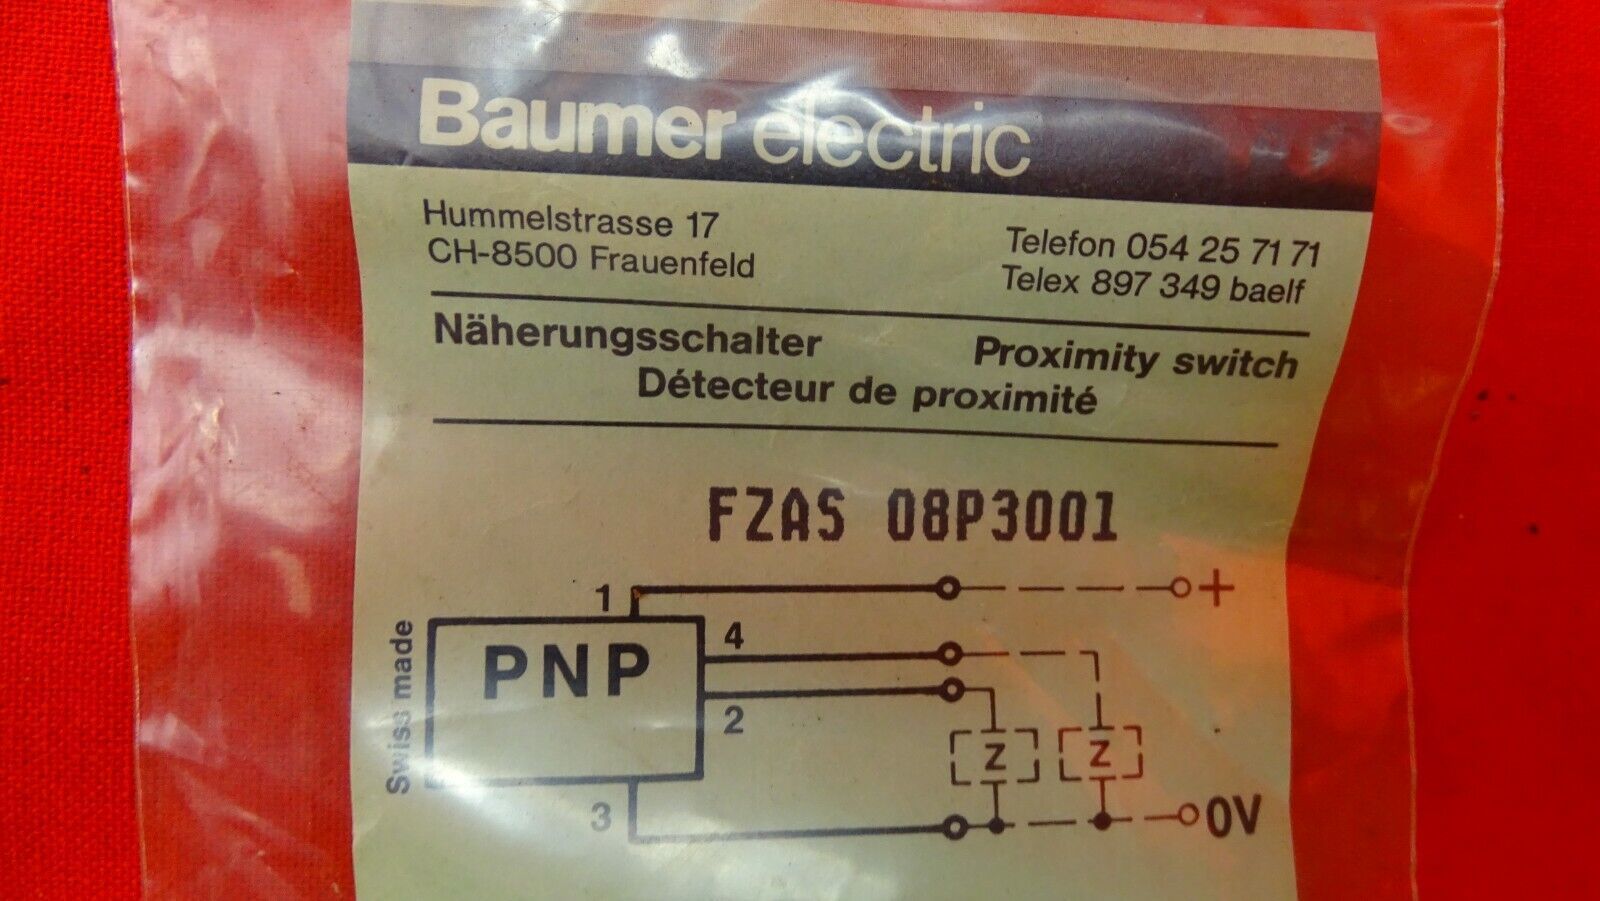 Baumer electric
Hummelstrasse 17
CH-8500 Frauenfeld
Telefon 054 25 71 71
Telex 897 349 baelf
Näherungsschalter
Proximity switch
Détecteur de proximité
FZAS 08P3001
1
+
PNP
4
2
Z
Z
3
0V
Swiss made